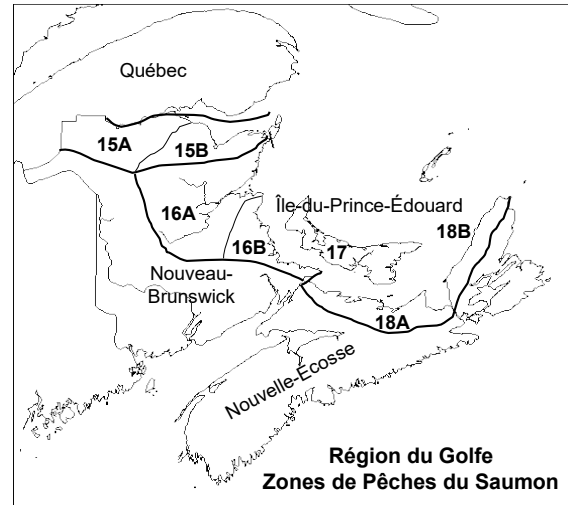 Québec
15A
15B
16A
Île-du-Prince-Édouard
18B
16B
17
Nouveau-
Brunswick
18A
Nouvelle-Écosse
Région du Golfe
Zones de Pêches du Saumon